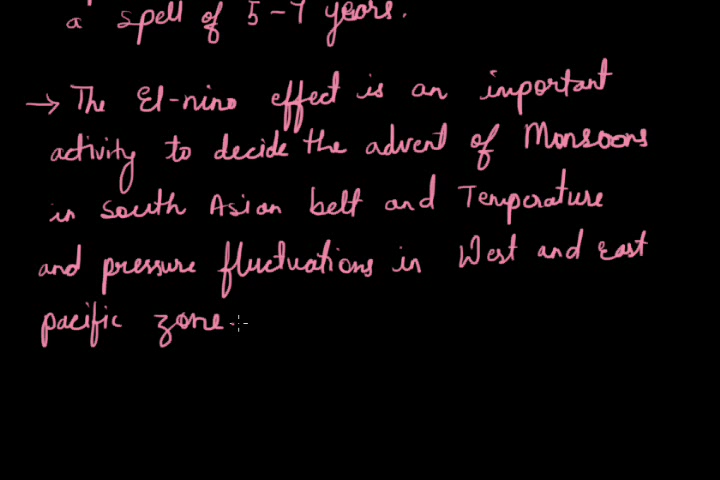 a spell of 5-7 years.
→ The El-nino effect is an important
activity to decide the advent of Monsoons
in south Asian belt and Temperature
and pressure fluctuations in West and East
pacific zone.